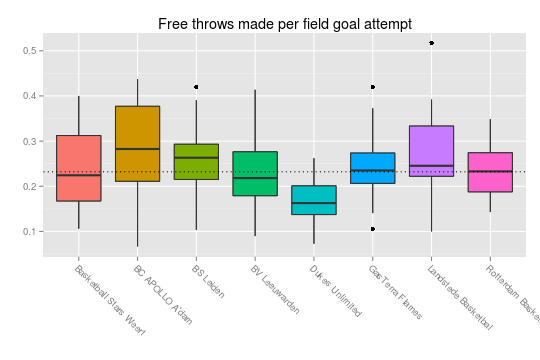 Free throws made per field goal attempt
0.5
0.4
0.3
0.2
0.1
Basketball Stars Weert
BC APOLLO A'dam
BS Leiden
BV Leeuwarden
Dukes Unlimited
GasTerra Flames
Landstede Basketbal
Rotterdam Baske